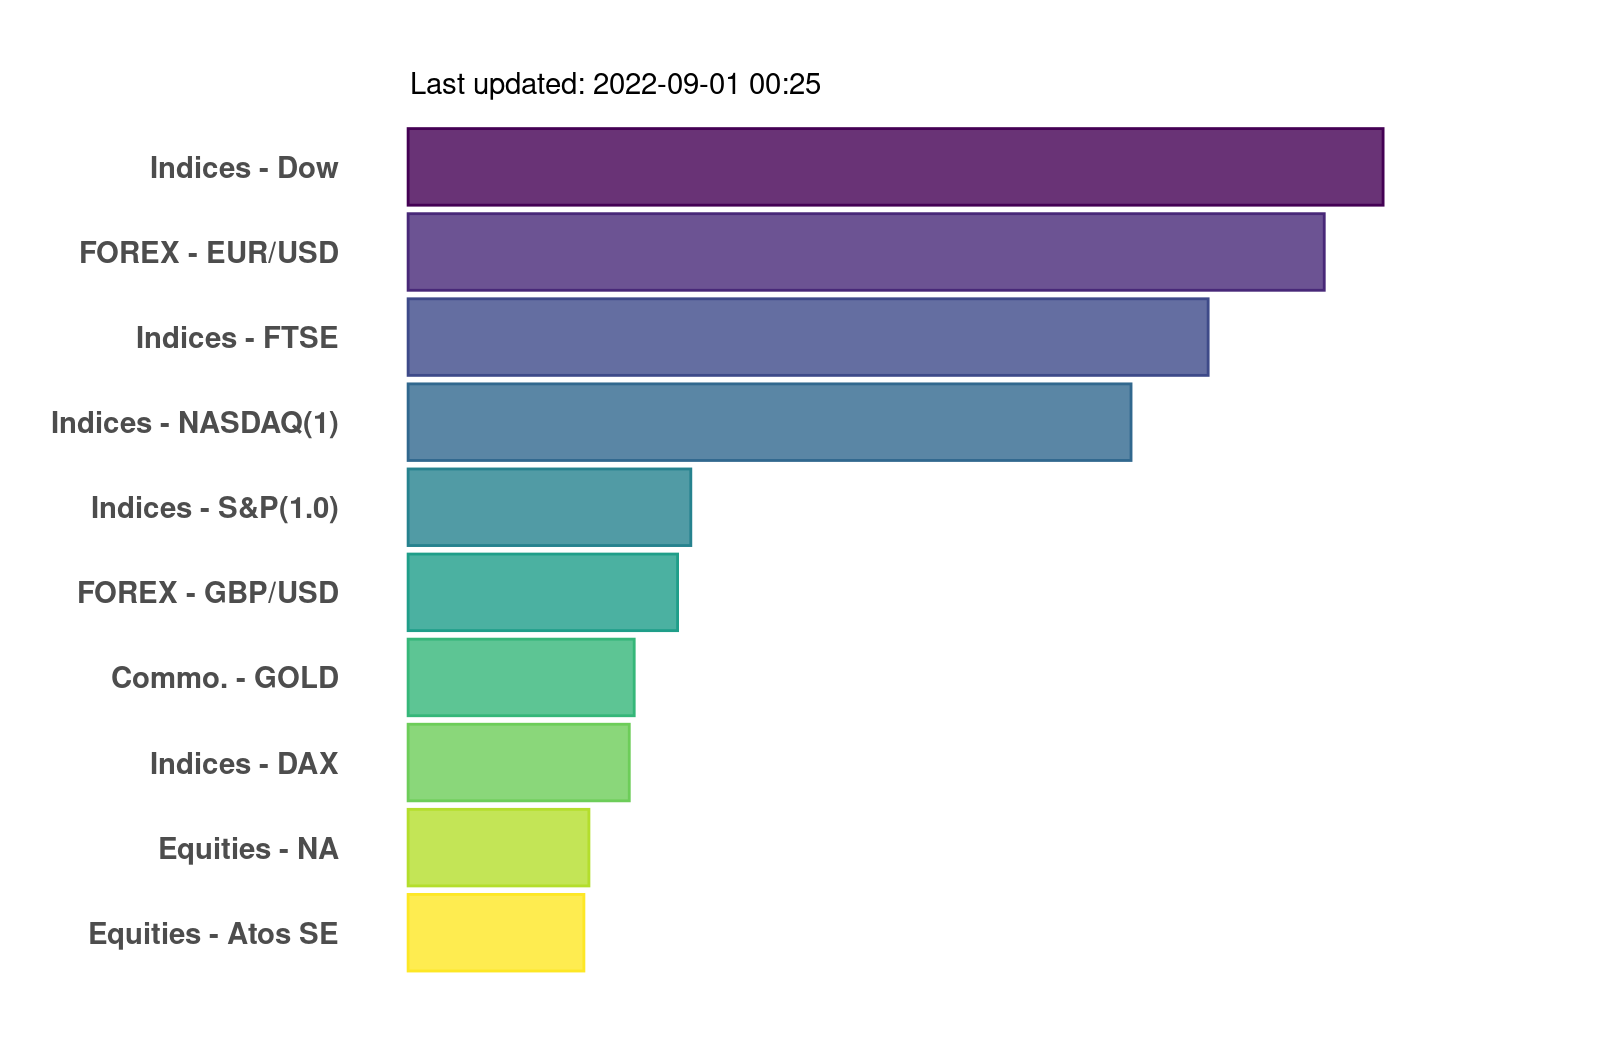 Last updated: 2022-09-01 00:25
Indices - Dow
FOREX - EUR/USD
Indices - FTSE
Indices - NASDAQ(1)
Indices - S&P(1.0)
FOREX - GBP/USD
Commo. - GOLD
Indices - DAX
Equities - NA
Equities - Atos SE